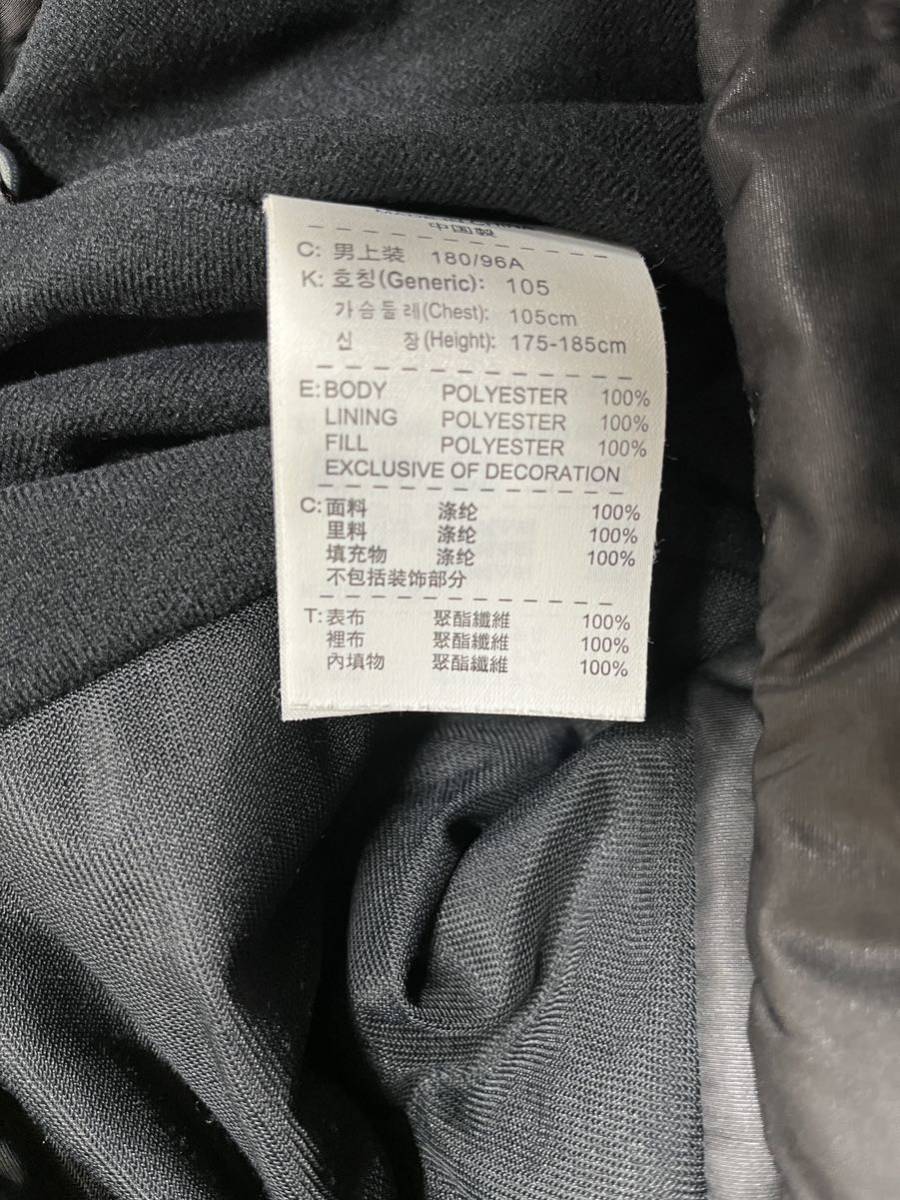 中国製
C: 男上装 180/96A
K: 호칭(Generic): 105
가슴둘레(Chest): 105cm
신 장(Height): 175-185cm
E: BODY POLYESTER 100%
LINING POLYESTER 100%
FILL POLYESTER 100%
EXCLUSIVE OF DECORATION
C: 面料 涤纶 100%
里料 涤纶 100%
填充物 涤纶 100%
不包括装饰部分
T: 表布 聚酯纖維 100%
裡布 聚酯纖維 100%
內填物 聚酯纖維 100%